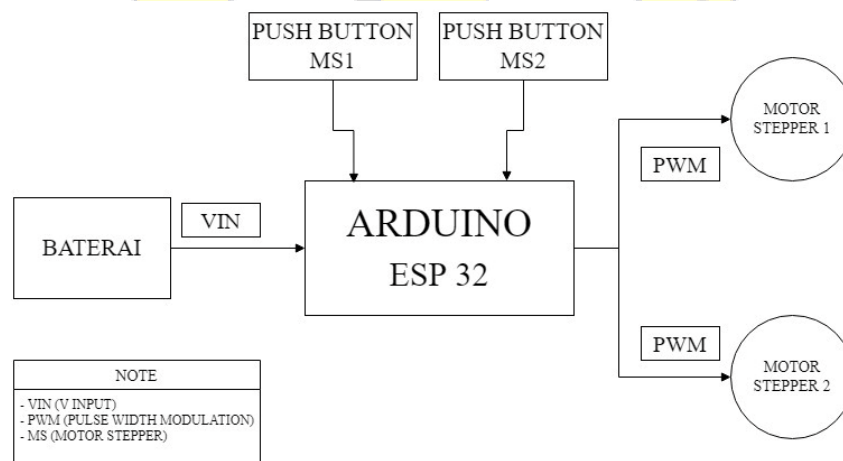 PUSH BUTTON
MS1
PUSH BUTTON
MS2
MOTOR
STEPPER 1
PWM
VIN
BATERAI
ARDUINO
ESP 32
PWM
MOTOR
STEPPER 2
NOTE
- VIN (V INPUT)
- PWM (PULSE WIDTH MODULATION)
- MS (MOTOR STEPPER)